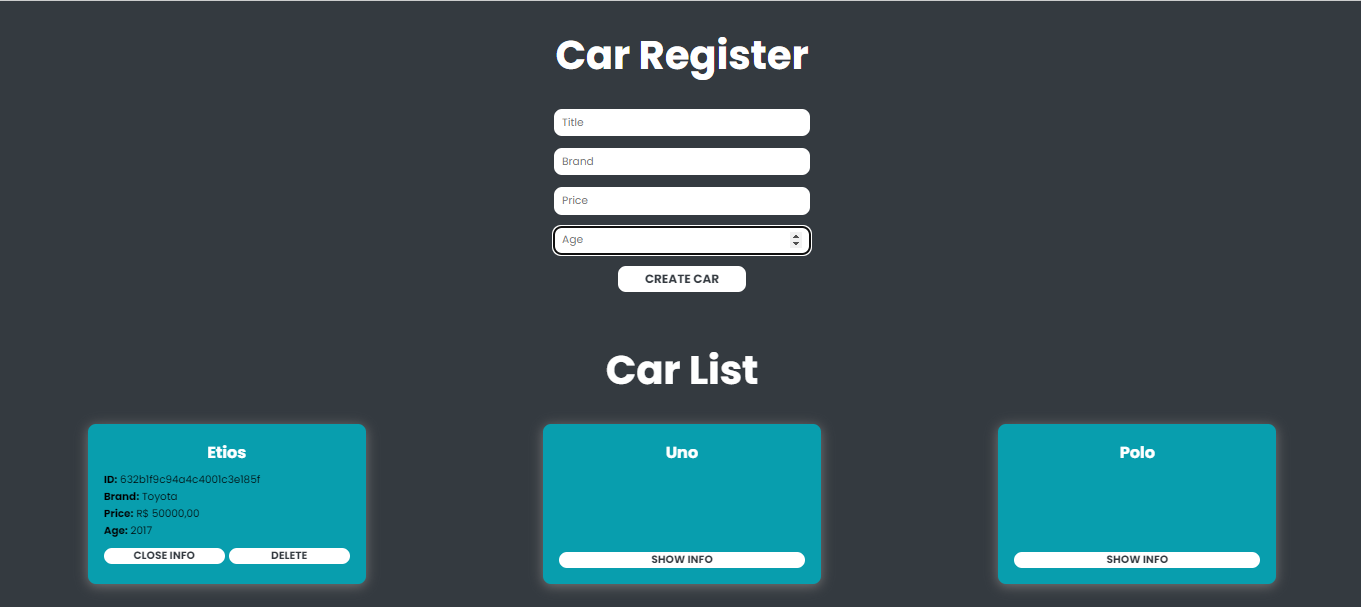 Car Register
Title
Brand
Price
Age
CREATE CAR
Car List
Etios
ID: 632b1f9c94a4c4001c3e185f
Brand: Toyota
Price: R$ 50000,00
Age: 2017
CLOSE INFO DELETE
Uno
SHOW INFO
Polo
SHOW INFO